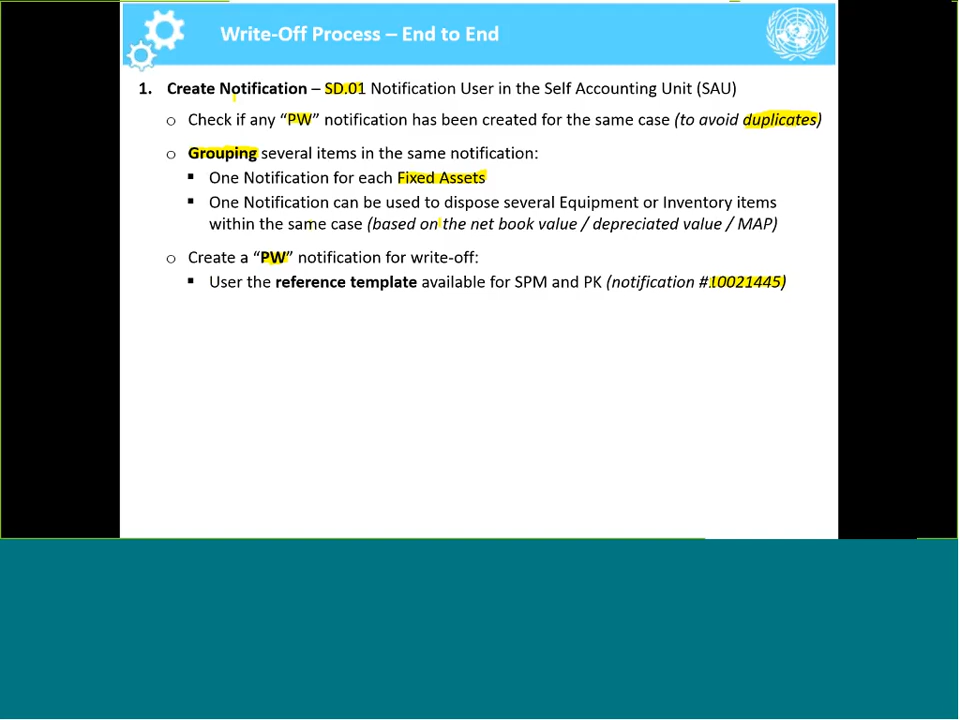 Write-Off Process – End to End
1. Create Notification – SD.01 Notification User in the Self Accounting Unit (SAU)
o Check if any “PW” notification has been created for the same case (to avoid duplicates)
o Grouping several items in the same notification:
▪ One Notification for each Fixed Assets
▪ One Notification can be used to dispose several Equipment or Inventory items
within the same case (based on the net book value / depreciated value / MAP)
o Create a “PW” notification for write-off:
▪ User the reference template available for SPM and PK (notification #10021445)